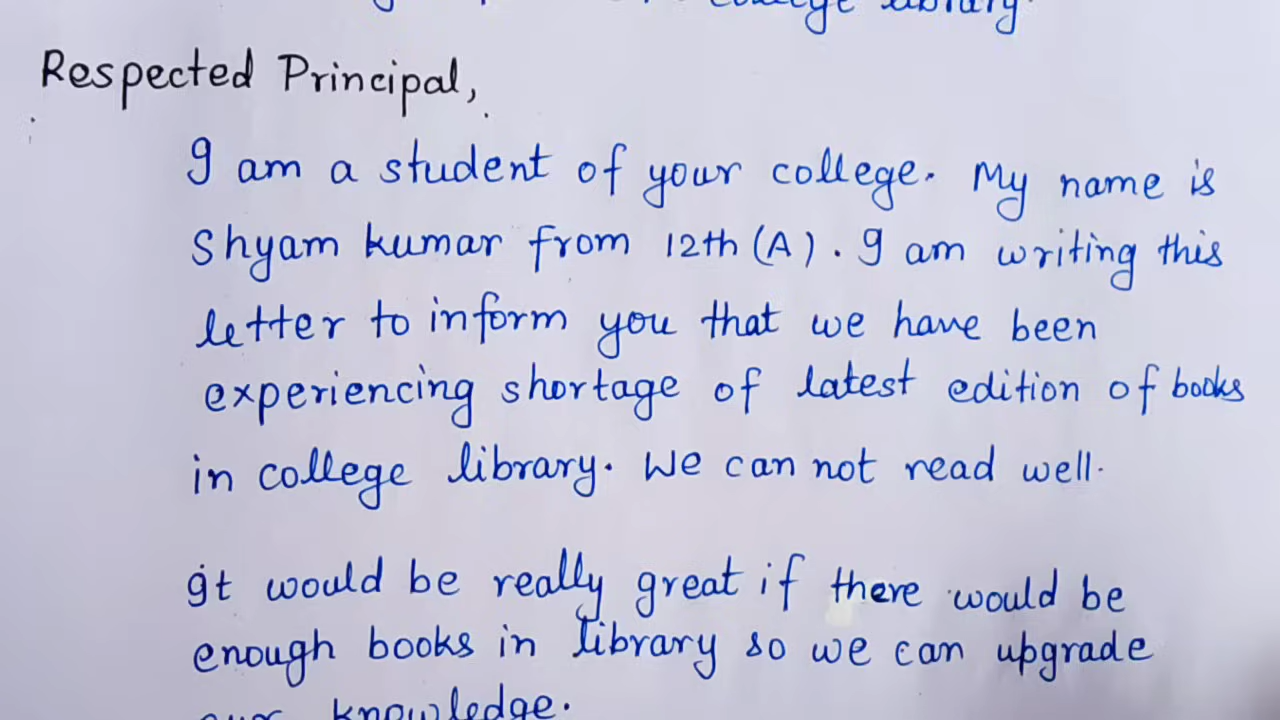 college library
Respected Principal,
I am a student of your college. My name is
Shyam kumar from 12th (A). I am writing this
letter to inform you that we have been
experiencing shortage of latest edition of books
in college library. We can not read well.
It would be really great if there would be
enough books in library so we can upgrade
our knowledge.